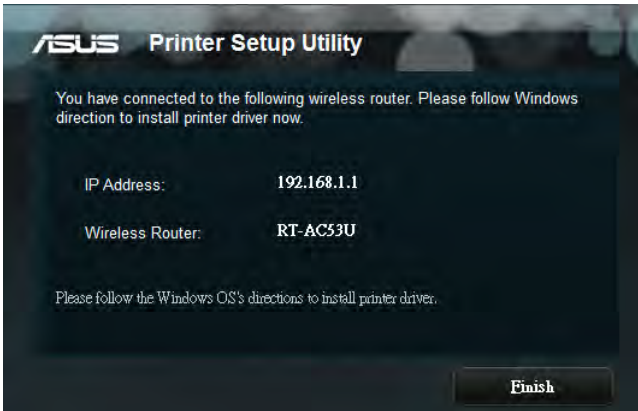 ASUS Printer Setup Utility
You have connected to the following wireless router. Please follow Windows
direction to install printer driver now.
IP Address: 192.168.1.1
Wireless Router: RT-AC53U
Please follow the Windows OS's directions to install printer driver.
Finish